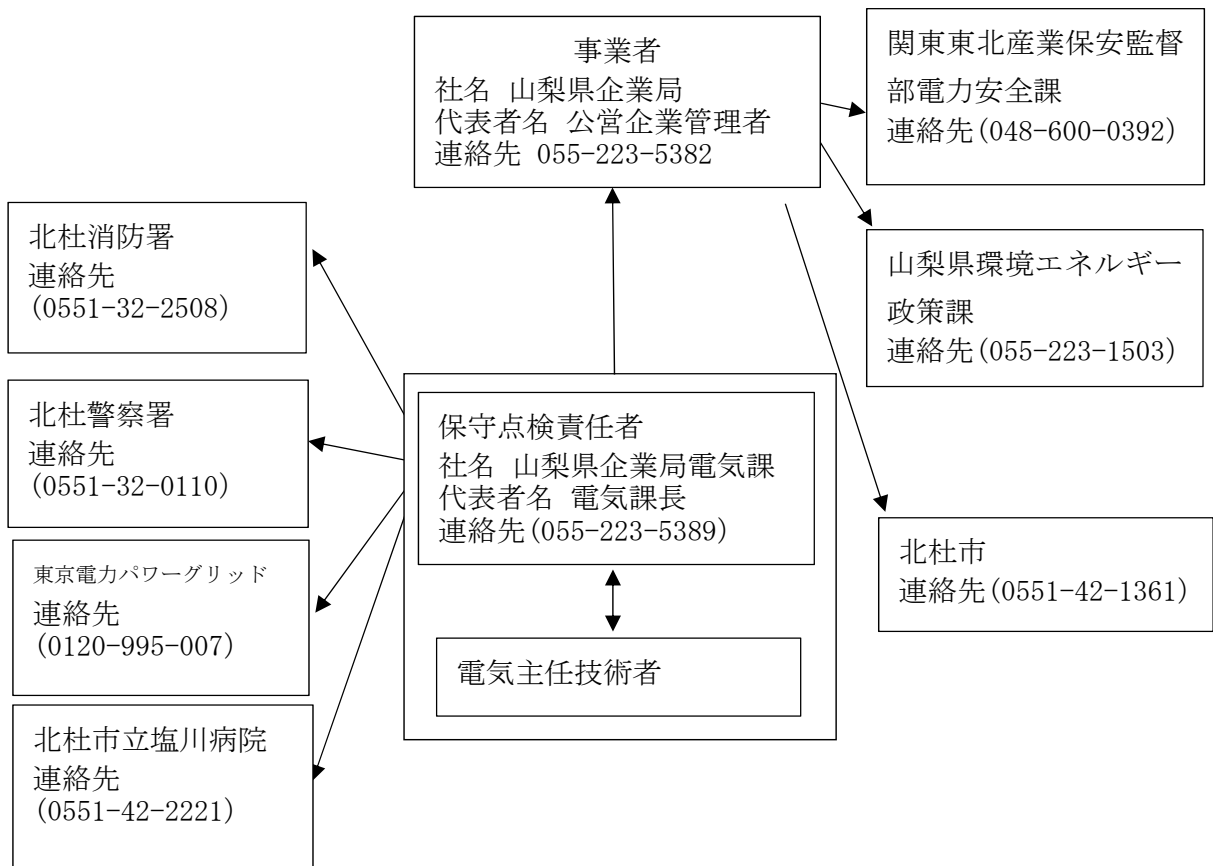 事業者
社名 山梨県企業局
代表者名 公営企業管理者
連絡先 055-223-5382
関東東北産業保安監督
部電力安全課
連絡先(048-600-0392)
山梨県環境エネルギー
政策課
連絡先(055-223-1503)
北杜市
連絡先(0551-42-1361)
北杜消防署
連絡先
(0551-32-2508)
北杜警察署
連絡先
(0551-32-0110)
東京電力パワーグリッド
連絡先
(0120-995-007)
北杜市立塩川病院
連絡先
(0551-42-2221)
保守点検責任者
社名 山梨県企業局電気課
代表者名 電気課長
連絡先(055-223-5389)
電気主任技術者